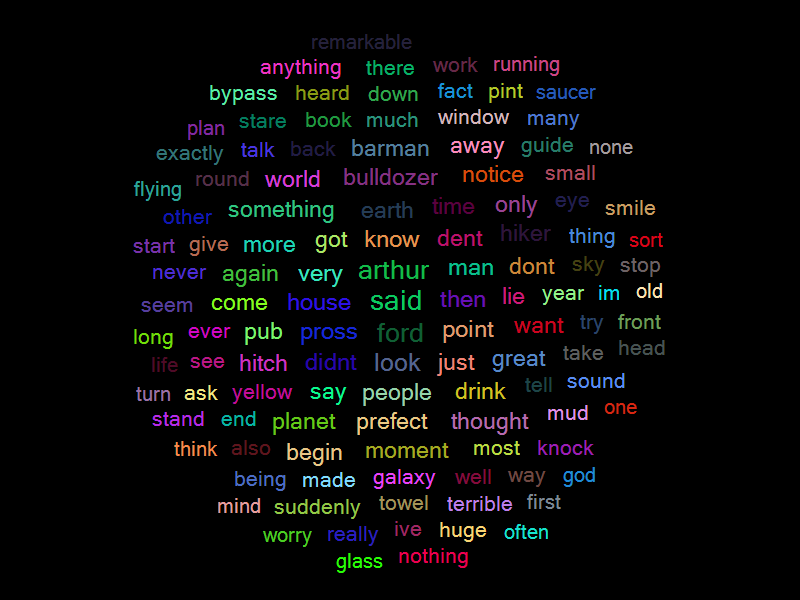 remarkable
anything there work running
bypass heard down fact pint saucer
plan stare book much window many
exactly talk back barman away guide none
flying round world bulldozer notice small
other something earth time only eye smile
start give more got know dent hiker thing sort
never again very arthur man dont sky stop
seem come house said then lie year im old
long ever pub pross ford point want try front
life see hitch didnt look just great take head
turn ask yellow say people drink tell sound
stand end planet prefect thought mud one
think also begin moment most knock
being made galaxy well way god
mind suddenly towel terrible first
worry really ive huge often
glass nothing